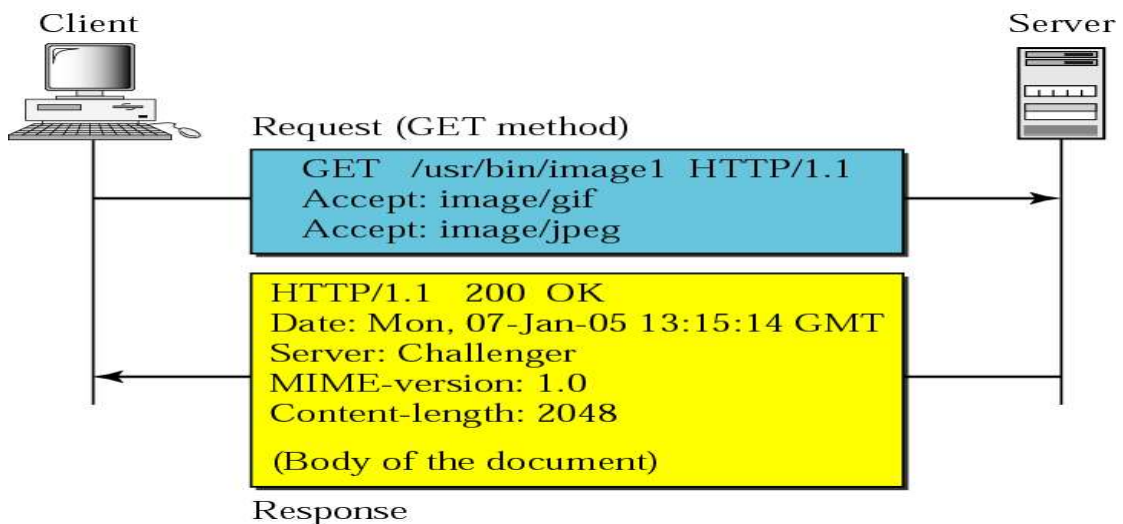 Client
Server
Request (GET method)
GET /usr/bin/image1 HTTP/1.1
Accept: image/gif
Accept: image/jpeg
HTTP/1.1 200 OK
Date: Mon, 07-Jan-05 13:15:14 GMT
Server: Challenger
MIME-version: 1.0
Content-length: 2048
(Body of the document)
Response